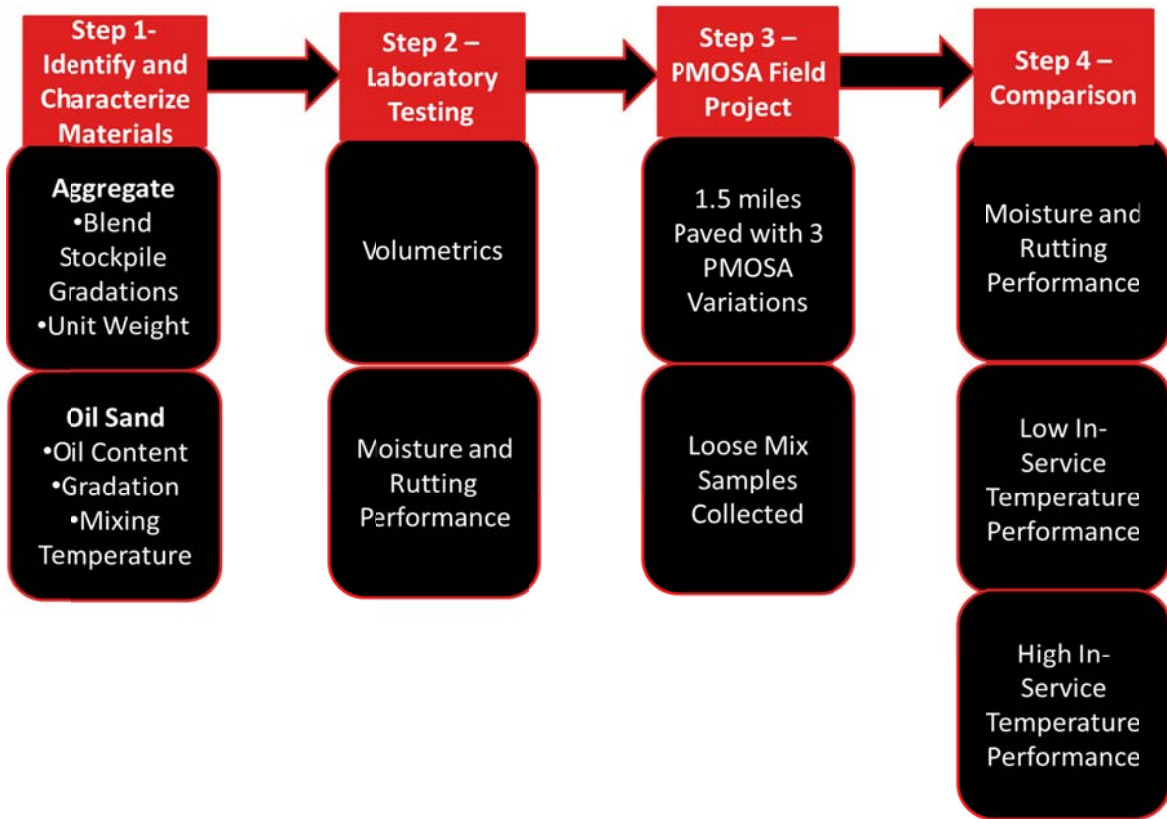 Step 1-
Identify and
Characterize
Materials
Aggregate
•Blend
Stockpile
Gradations
•Unit Weight
Oil Sand
•Oil Content
•Gradation
•Mixing
Temperature
Step 2 –
Laboratory
Testing
Volumetrics
Moisture and
Rutting
Performance
Step 3 –
PMOSA Field
Project
1.5 miles
Paved with 3
PMOSA
Variations
Loose Mix
Samples
Collected
Step 4 –
Comparison
Moisture and
Rutting
Performance
Low In-
Service
Temperature
Performance
High In-
Service
Temperature
Performance